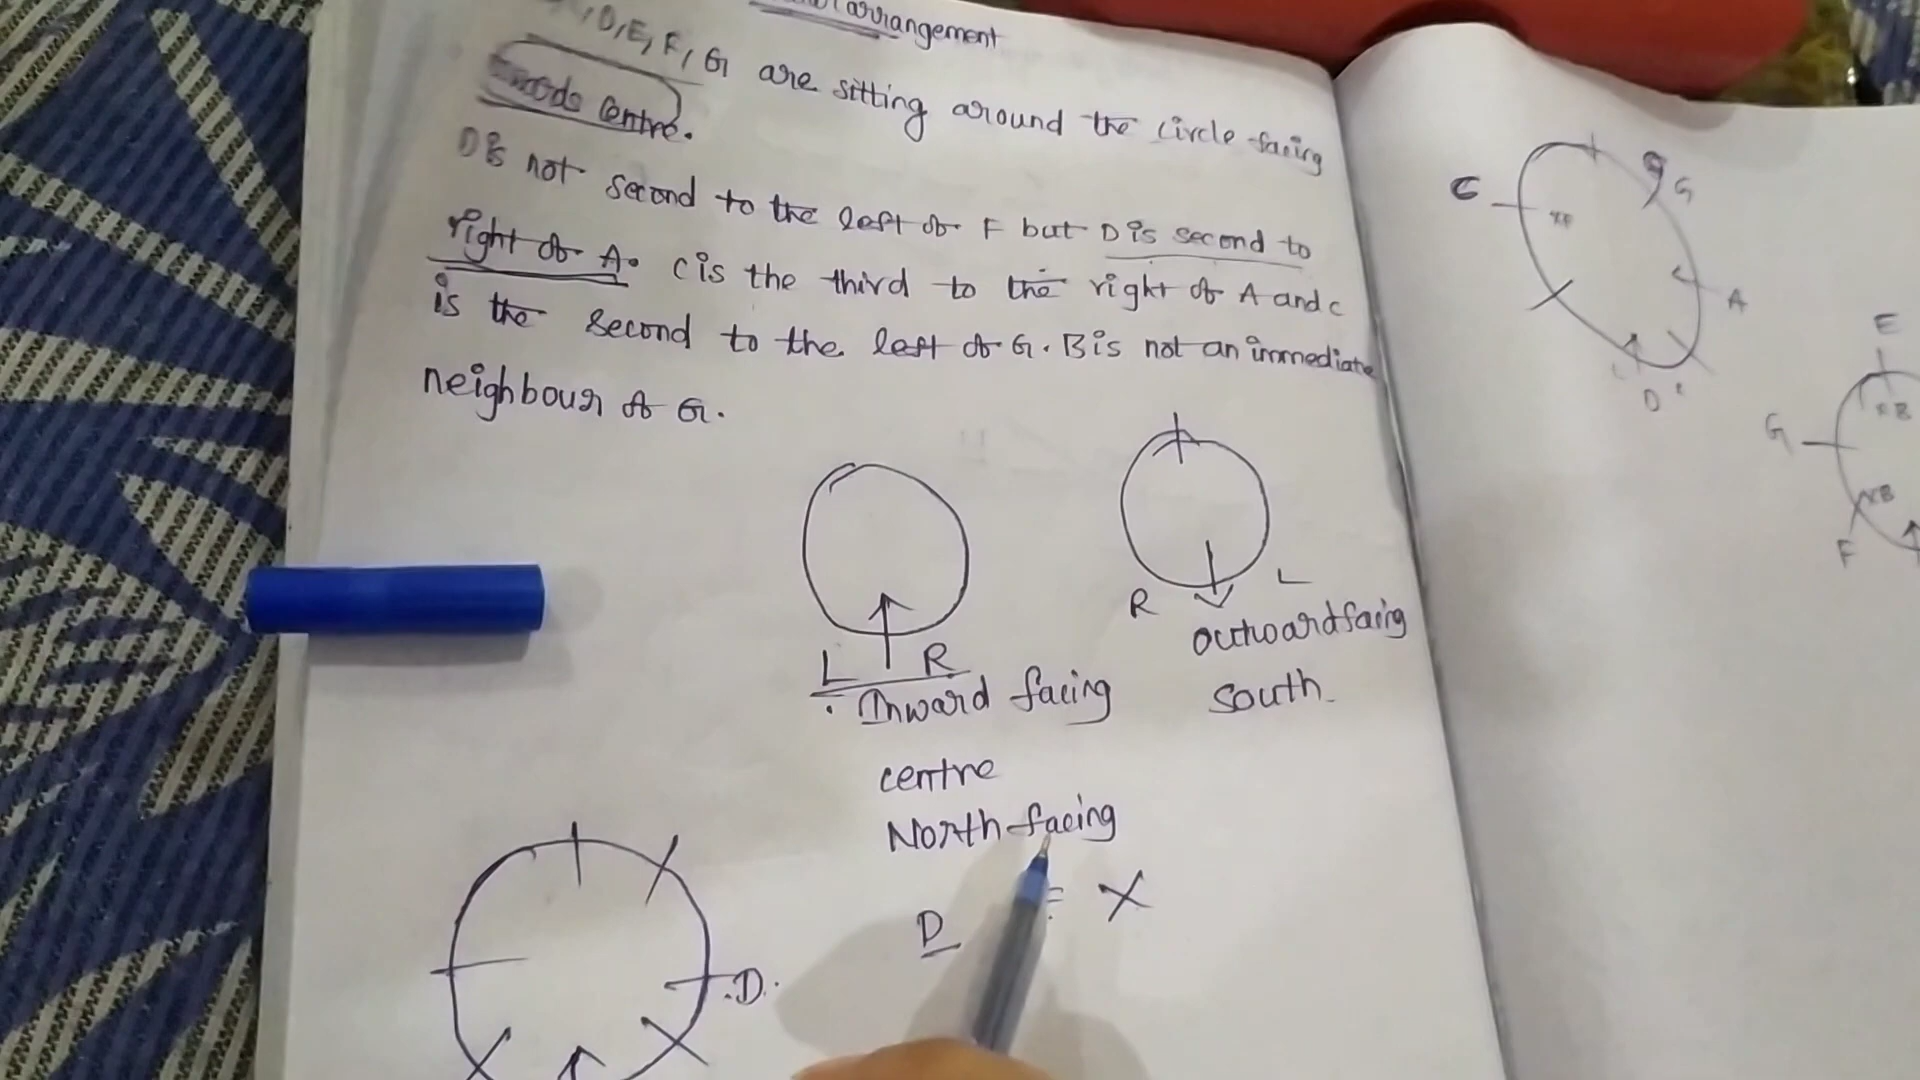 arrangement
, D, E, F, G are sitting around the circle facing
towards centre.
D is not second to the left of F but D is second to
right of A. C is the third to the right of A and C
is the second to the left of G. B is not an immediate
neighbour of G.
L R
Inward facing
centre
North facing
R L
outward facing
South
D = X
D
C G A D
E
B
G
B
F